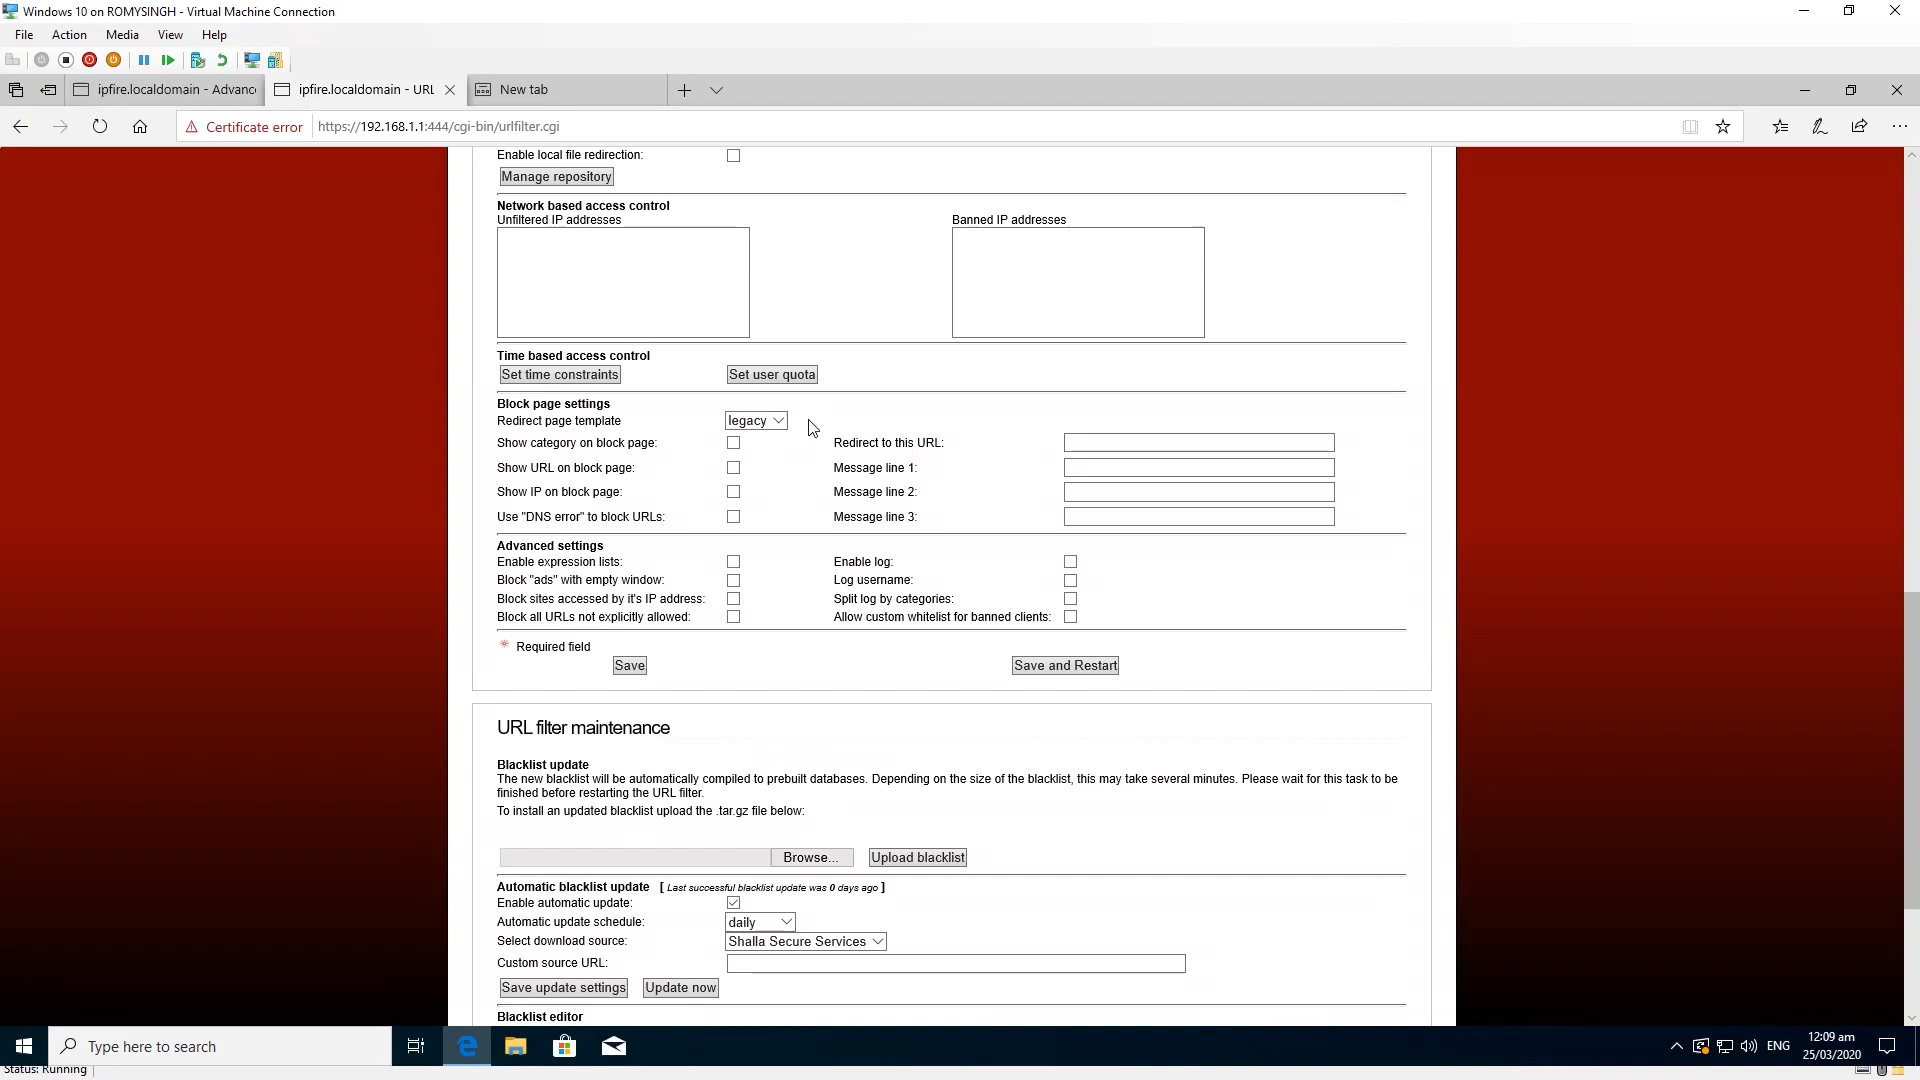 Windows 10 on ROMYSINGH - Virtual Machine Connection
File Action Media View Help
ipfire.localdomain - Advanc
ipfire.localdomain - URL
New tab
Certificate error
https://192.168.1.1:444/cgi-bin/urlfilter.cgi
Enable local file redirection:
Manage repository
Network based access control
Unfiltered IP addresses
Banned IP addresses
Time based access control
Set time constraints
Set user quota
Block page settings
Redirect page template
legacy
Show category on block page:
Redirect to this URL:
Show URL on block page:
Message line 1:
Show IP on block page:
Message line 2:
Use "DNS error" to block URLs:
Message line 3:
Advanced settings
Enable expression lists:
Enable log:
Block "ads" with empty window:
Log username:
Block sites accessed by it's IP address:
Split log by categories:
Block all URLs not explicitly allowed:
Allow custom whitelist for banned clients:
* Required field
Save
Save and Restart
URL filter maintenance
Blacklist update
The new blacklist will be automatically compiled to prebuilt databases. Depending on the size of the blacklist, this may take several minutes. Please wait for this task to be
finished before restarting the URL filter.
To install an updated blacklist upload the .tar.gz file below:
Browse...
Upload blacklist
Automatic blacklist update [ Last successful blacklist update was 0 days ago ]
Enable automatic update:
Automatic update schedule:
daily
Select download source:
Shalla Secure Services
Custom source URL:
Save update settings
Update now
Blacklist editor
Type here to search
ENG
12:09 am
25/03/2020
Status: Running